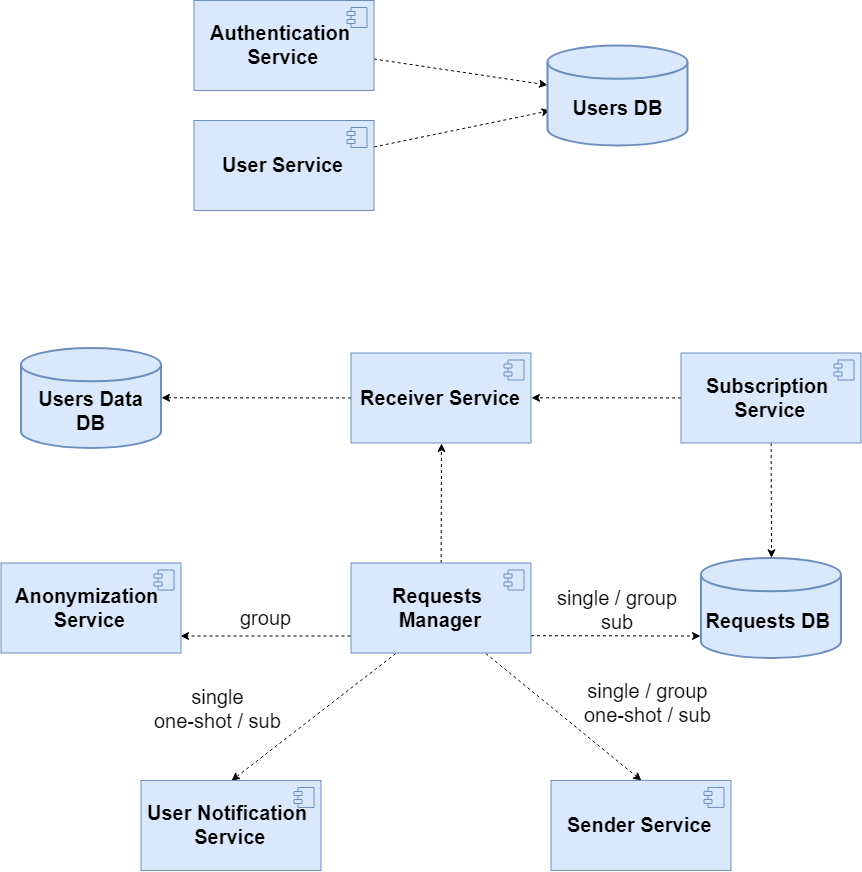 Authentication
Service
Users DB
User Service
Users Data
DB
Receiver Service
Subscription
Service
Anonymization
Service
group
Requests
Manager
single / group
sub
Requests DB
single
one-shot / sub
single / group
one-shot / sub
User Notification
Service
Sender Service